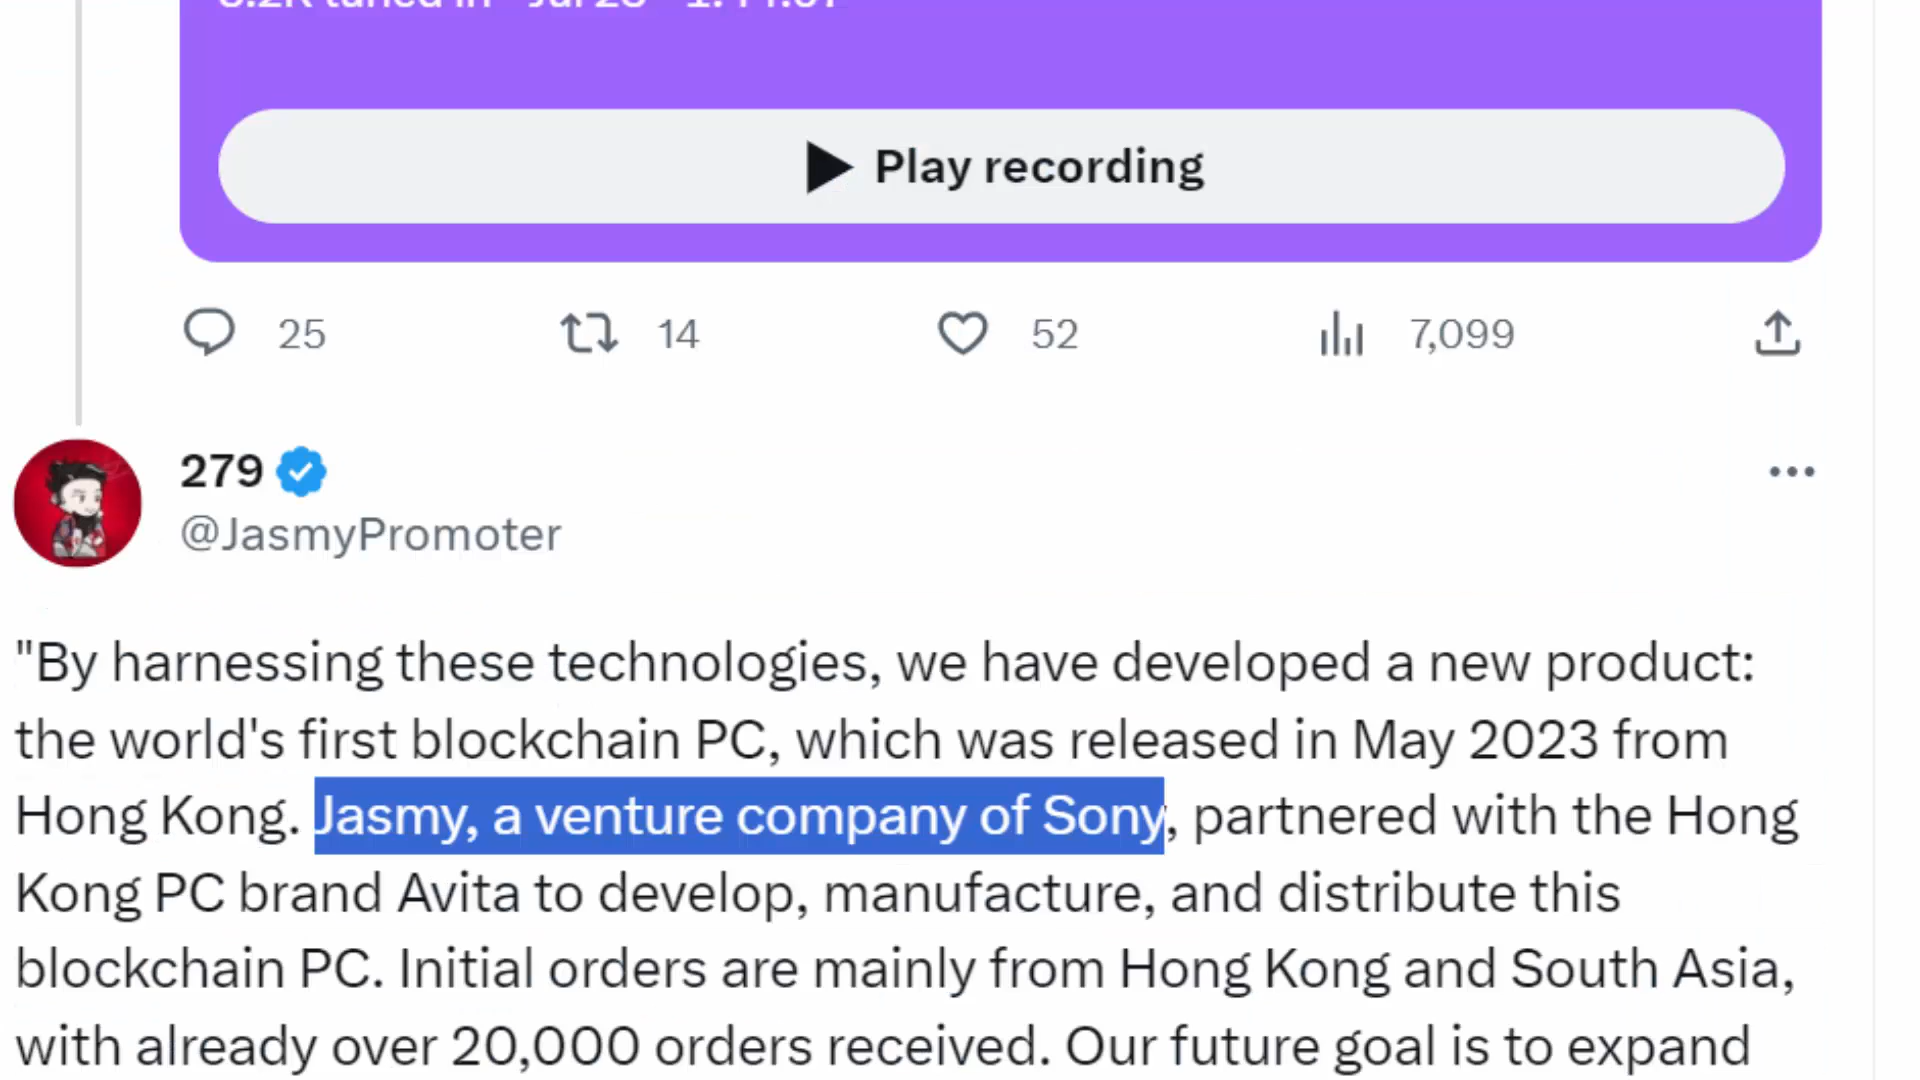 Play recording
25 14 52 7,099
279
@JasmyPromoter
"By harnessing these technologies, we have developed a new product:
the world's first blockchain PC, which was released in May 2023 from
Hong Kong. Jasmy, a venture company of Sony, partnered with the Hong
Kong PC brand Avita to develop, manufacture, and distribute this
blockchain PC. Initial orders are mainly from Hong Kong and South Asia,
with already over 20,000 orders received. Our future goal is to expand